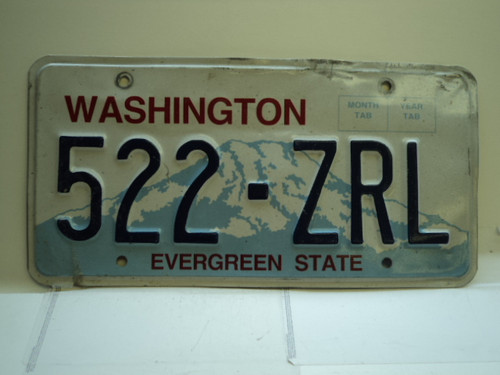 WASHINGTON
MONTH YEAR
TAB TAB
522-ZRL
EVERGREEN STATE